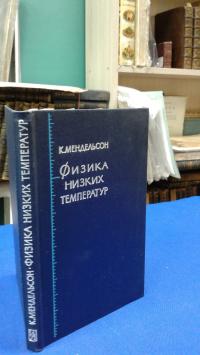 К.МЕНДЕЛЬСОН
ФИЗИКА
НИЗКИХ
ТЕМПЕРАТУР
К.МЕНДЕЛЬСОН · ФИЗИКА НИЗКИХ ТЕМПЕРАТУР